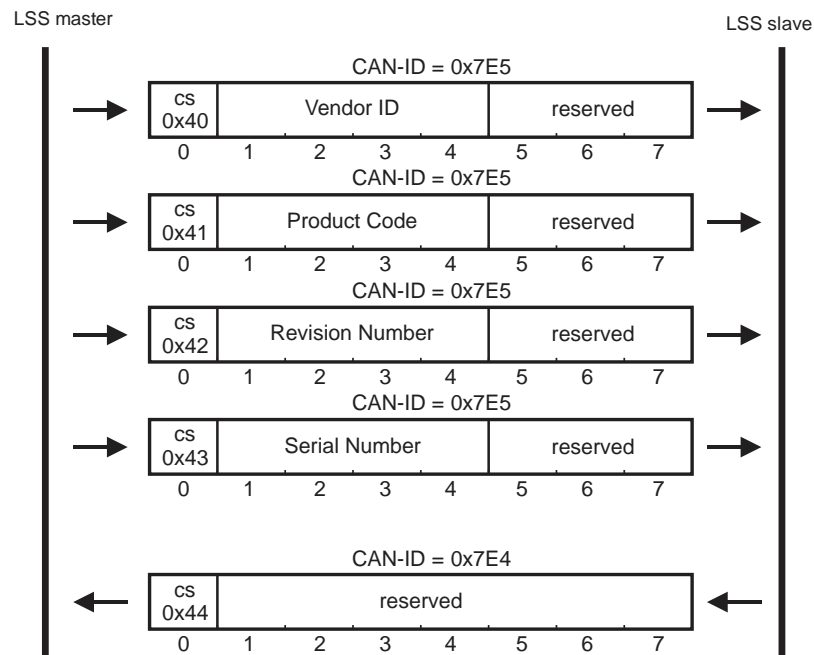 LSS master
LSS slave
CAN-ID = 0x7E5
cs
0x40
Vendor ID
reserved
0 1 2 3 4 5 6 7
CAN-ID = 0x7E5
cs
0x41
Product Code
reserved
0 1 2 3 4 5 6 7
CAN-ID = 0x7E5
cs
0x42
Revision Number
reserved
0 1 2 3 4 5 6 7
CAN-ID = 0x7E5
cs
0x43
Serial Number
reserved
0 1 2 3 4 5 6 7
CAN-ID = 0x7E4
cs
0x44
reserved
0 1 2 3 4 5 6 7